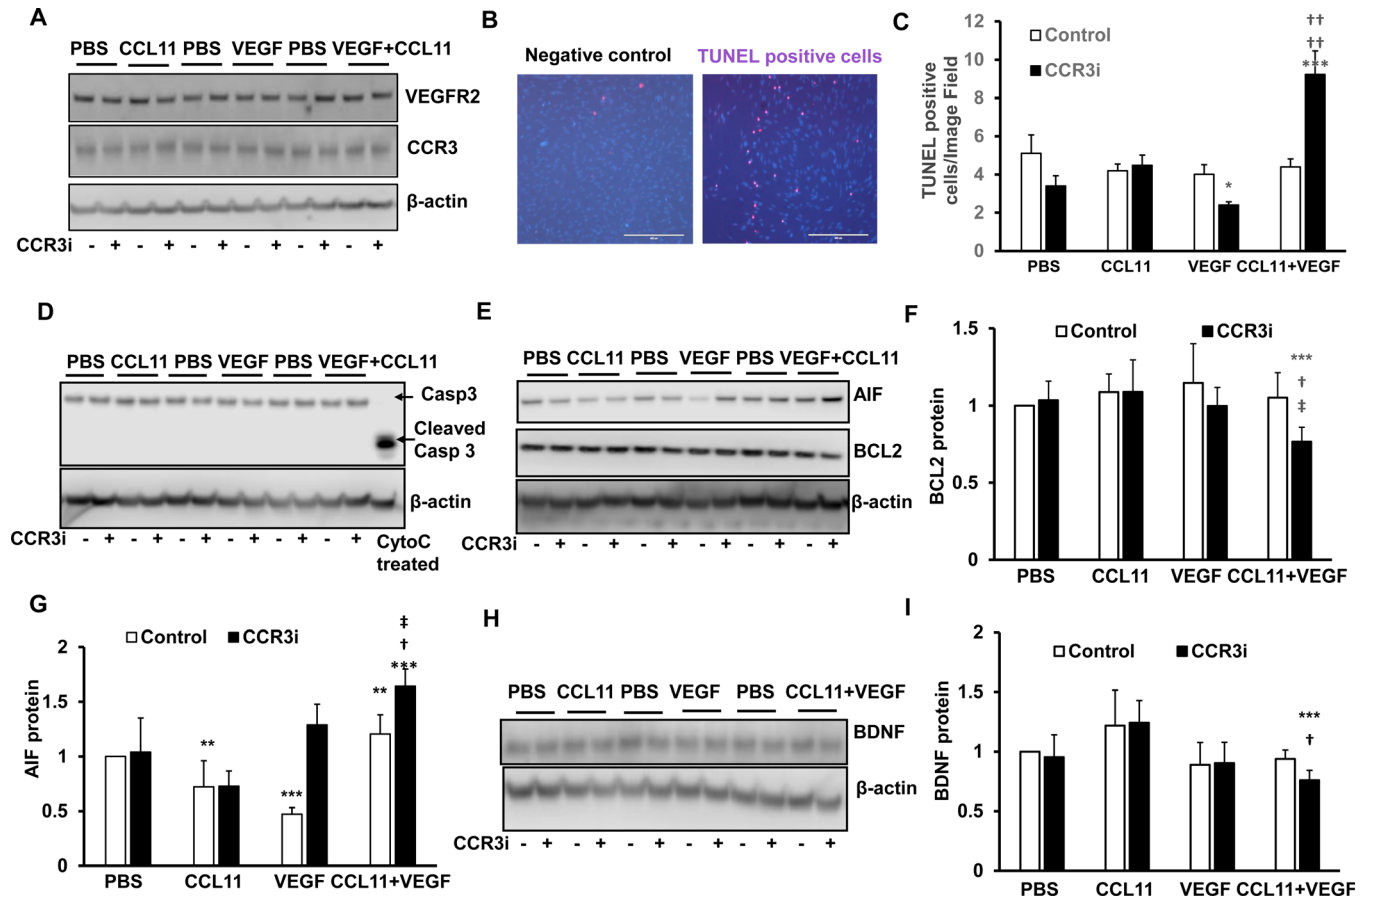 A
PBS CCL11 PBS VEGF PBS VEGF+CCL11
VEGFR2
CCR3
β-actin
CCR3i - + - + - + - + - + - +
B
Negative control
TUNEL positive cells
C
TUNEL positive
cells/Image Field
12
10
8
6
4
2
0
Control
CCR3i
*
††
††
***
PBS CCL11 VEGF CCL11+VEGF
D
PBS CCL11 PBS VEGF PBS VEGF+CCL11
Casp3
Cleaved
Casp 3
β-actin
CCR3i - + - + - + - + - + - +
CytoC
treated
E
PBS CCL11 PBS VEGF PBS VEGF+CCL11
AIF
BCL2
β-actin
CCR3i - + - + - + - + - + - +
F
BCL2 protein
1.5
1
0.5
0
Control CCR3i
***
†
‡
PBS CCL11 VEGF CCL11+VEGF
G
AIF protein
2
1.5
1
0.5
0
Control CCR3i
**
***
**
‡
†
***
PBS CCL11 VEGF CCL11+VEGF
H
PBS CCL11 PBS VEGF PBS CCL11+VEGF
BDNF
β-actin
CCR3i - + - + - + - + - + - +
I
BDNF protein
2
1.5
1
0.5
0
Control CCR3i
***
†
PBS CCL11 VEGF CCL11+VEGF